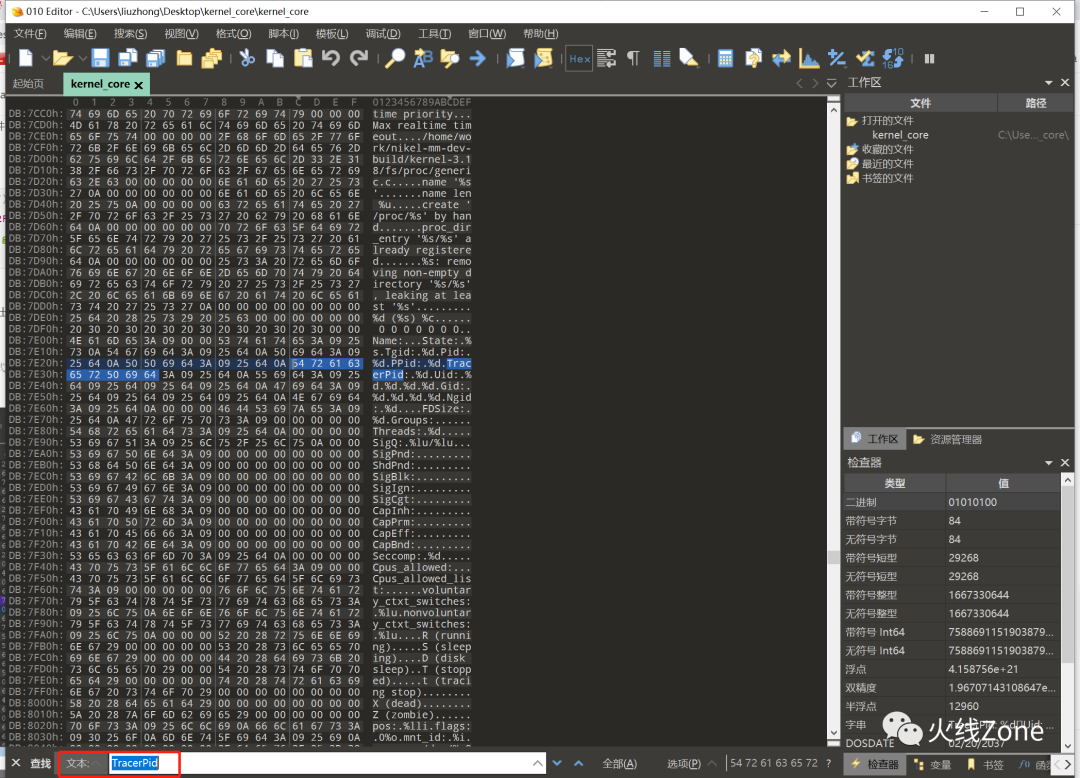 010 Editor - C:\Users\liuzhong\Desktop\kernel_core\kernel_core
文件(F) 编辑(E) 搜索(S) 视图(V) 格式(O) 脚本(I) 模板(L) 调试(D) 工具(T) 窗口(W) 帮助(H)
Hex
起始页 kernel_core
0 1 2 3 4 5 6 7 8 9 A B C D E F 0123456789ABCDEF
DB:7CC0h: 74 69 6D 65 20 70 72 69 6F 72 69 74 79 00 00 00 time priority...
DB:7CD0h: 4D 61 78 20 72 65 61 6C 74 69 6D 65 20 74 69 6D Max realtime tim
DB:7CE0h: 65 6F 75 74 00 00 00 00 2F 68 6F 6D 65 2F 77 6F eout..../home/wo
DB:7CF0h: 72 6B 2F 6E 69 6B 65 6C 2D 6D 6D 2D 64 65 76 2D rk/nikel-mm-dev-
DB:7D00h: 62 75 69 6C 64 2F 6B 65 72 6E 65 6C 2D 33 2E 31 build/kernel-3.1
DB:7D10h: 38 2F 66 73 2F 70 72 6F 63 2F 67 65 6E 65 72 69 8/fs/proc/generi
DB:7D20h: 63 2E 63 00 00 00 00 00 6E 61 6D 65 20 27 25 73 c.c.....name '%s
DB:7D30h: 27 0A 00 00 00 00 00 00 6E 61 6D 65 20 6C 65 6E '.......name len
DB:7D40h: 20 25 75 0A 00 00 00 00 63 72 65 61 74 65 20 27 %u.....create '
DB:7D50h: 2F 70 72 6F 63 2F 25 73 27 20 62 79 20 68 61 6E /proc/%s' by han
DB:7D60h: 64 0A 00 00 00 00 00 00 70 72 6F 63 5F 64 69 72 d.......proc_dir
DB:7D70h: 5F 65 6E 74 72 79 20 27 25 73 2F 25 73 27 20 61 _entry '%s/%s' a
DB:7D80h: 6C 72 65 61 64 79 20 72 65 67 69 73 74 65 72 65 lready registere
DB:7D90h: 64 0A 00 00 00 00 00 00 25 73 3A 20 72 65 6D 6F d.......%s: remo
DB:7DA0h: 76 69 6E 67 20 6E 6F 6E 2D 65 6D 70 74 79 20 64 ving non-empty d
DB:7DB0h: 69 72 65 63 74 6F 72 79 20 27 25 73 2F 25 73 27 irectory '%s/%s'
DB:7DC0h: 2C 20 6C 65 61 6B 69 6E 67 20 61 74 20 6C 65 61 , leaking at lea
DB:7DD0h: 73 74 20 27 25 73 27 0A 00 00 00 00 00 00 00 00 st '%s'.........
DB:7DE0h: 25 64 20 28 25 73 29 20 25 63 00 00 00 00 00 00 %d (%s) %c......
DB:7DF0h: 20 30 20 30 20 30 20 30 20 30 20 30 20 30 00 00 0 0 0 0 0 0 0..
DB:7E00h: 4E 61 6D 65 3A 09 00 00 53 74 61 74 65 3A 09 25 Name:...State:.%
DB:7E10h: 73 0A 54 67 69 64 3A 09 25 64 0A 50 69 64 3A 09 s.Tgid:.%d.Pid:.
DB:7E20h: 25 64 0A 50 50 69 64 3A 09 25 64 0A 54 72 61 63 %d.PPid:.%d.Trac
DB:7E30h: 65 72 50 69 64 3A 09 25 64 0A 55 69 64 3A 09 25 erPid:.%d.Uid:.%
DB:7E40h: 64 09 25 64 09 25 64 09 25 64 0A 47 69 64 3A 09 d.%d.%d.%d.Gid:.
DB:7E50h: 25 64 09 25 64 09 25 64 09 25 64 0A 4E 67 69 64 %d.%d.%d.%d.Ngid
DB:7E60h: 3A 09 25 64 0A 00 00 00 46 44 53 69 7A 65 3A 09 :.%d....FDSize:.
DB:7E70h: 25 64 0A 47 72 6F 75 70 73 3A 09 00 00 00 00 00 %d.Groups:......
DB:7E80h: 54 68 72 65 61 64 73 3A 09 25 64 0A 00 00 00 00 Threads:.%d.....
DB:7E90h: 53 69 67 51 3A 09 25 6C 75 2F 25 6C 75 0A 00 00 SigQ:.%lu/%lu...
DB:7EA0h: 53 69 67 50 6E 64 3A 09 00 00 00 00 00 00 00 00 SigPnd:.........
DB:7EB0h: 53 68 64 50 6E 64 3A 09 00 00 00 00 00 00 00 00 ShdPnd:.........
DB:7EC0h: 53 69 67 42 6C 6B 3A 09 00 00 00 00 00 00 00 00 SigBlk:.........
DB:7ED0h: 53 69 67 49 67 6E 3A 09 00 00 00 00 00 00 00 00 SigIgn:.........
DB:7EE0h: 53 69 67 43 67 74 3A 09 00 00 00 00 00 00 00 00 SigCgt:.........
DB:7EF0h: 43 61 70 49 6E 68 3A 09 00 00 00 00 00 00 00 00 CapInh:.........
DB:7F00h: 43 61 70 50 72 6D 3A 09 00 00 00 00 00 00 00 00 CapPrm:.........
DB:7F10h: 43 61 70 45 66 66 3A 09 00 00 00 00 00 00 00 00 CapEff:.........
DB:7F20h: 43 61 70 42 6E 64 3A 09 00 00 00 00 00 00 00 00 CapBnd:.........
DB:7F30h: 53 65 63 63 6F 6D 70 3A 09 25 64 0A 00 00 00 00 Seccomp:.%d.....
DB:7F40h: 43 70 75 73 5F 61 6C 6C 6F 77 65 64 3A 09 00 00 Cpus_allowed:...
DB:7F50h: 43 70 75 73 5F 61 6C 6C 6F 77 65 64 5F 6C 69 73 Cpus_allowed_lis
DB:7F60h: 74 3A 09 00 00 00 00 00 76 6F 6C 75 6E 74 61 72 t:......voluntar
DB:7F70h: 79 5F 63 74 78 74 5F 73 77 69 74 63 68 65 73 3A y_ctxt_switches:
DB:7F80h: 09 25 6C 75 0A 6E 6F 6E 76 6F 6C 75 6E 74 61 72 .%lu.nonvoluntar
DB:7F90h: 79 5F 63 74 78 74 5F 73 77 69 74 63 68 65 73 3A y_ctxt_switches:
DB:7FA0h: 09 25 6C 75 0A 00 00 00 52 20 28 72 75 6E 6E 69 .%lu....R (runni
DB:7FB0h: 6E 67 29 00 00 00 00 00 53 20 28 73 6C 65 65 70 ng).....S (sleep
DB:7FC0h: 69 6E 67 29 00 00 00 00 44 20 28 64 69 73 6B 20 ing)....D (disk
DB:7FD0h: 73 6C 65 65 70 29 00 00 54 20 28 73 74 6F 70 70 sleep)..T (stopp
DB:7FE0h: 65 64 29 00 00 00 00 00 74 20 28 74 72 61 63 69 ed).....t (traci
DB:7FF0h: 6E 67 20 73 74 6F 70 29 00 00 00 00 00 00 00 00 ng stop)........
DB:8000h: 58 20 28 64 65 61 64 29 00 00 00 00 00 00 00 00 X (dead)........
DB:8010h: 5A 20 28 7A 6F 6D 62 69 65 29 00 00 00 00 00 00 Z (zombie)......
DB:8020h: 70 6F 73 3A 09 25 6C 6C 69 0A 66 6C 61 67 73 3A pos:.%lli.flags:
DB:8030h: 09 30 25 6F 0A 6D 6E 74 5F 69 64 3A 09 25 69 0A .0%o.mnt_id:.%i.
工作区
文件 路径
打开的文件
kernel_core C:\Use..._core\
收藏的文件
最近的文件
书签的文件
工作区 资源管理器
检查器
类型 值
二进制 01010100
带符号字节 84
无符号字节 84
带符号短型 29268
无符号短型 29268
带符号整型 1667330644
无符号整型 1667330644
带符号 Int64 7588691151903879...
无符号 Int64 7588691151903879...
浮点 4.158756e+21
双精度 1.96707143108647e...
半浮点 12960
字串
DOSDATE 02/20/2037
火线Zone
检查器 变量 书签
查找 文本: TracerPid 全部(A) 选项(P) 54 72 61 63 65 72 ?